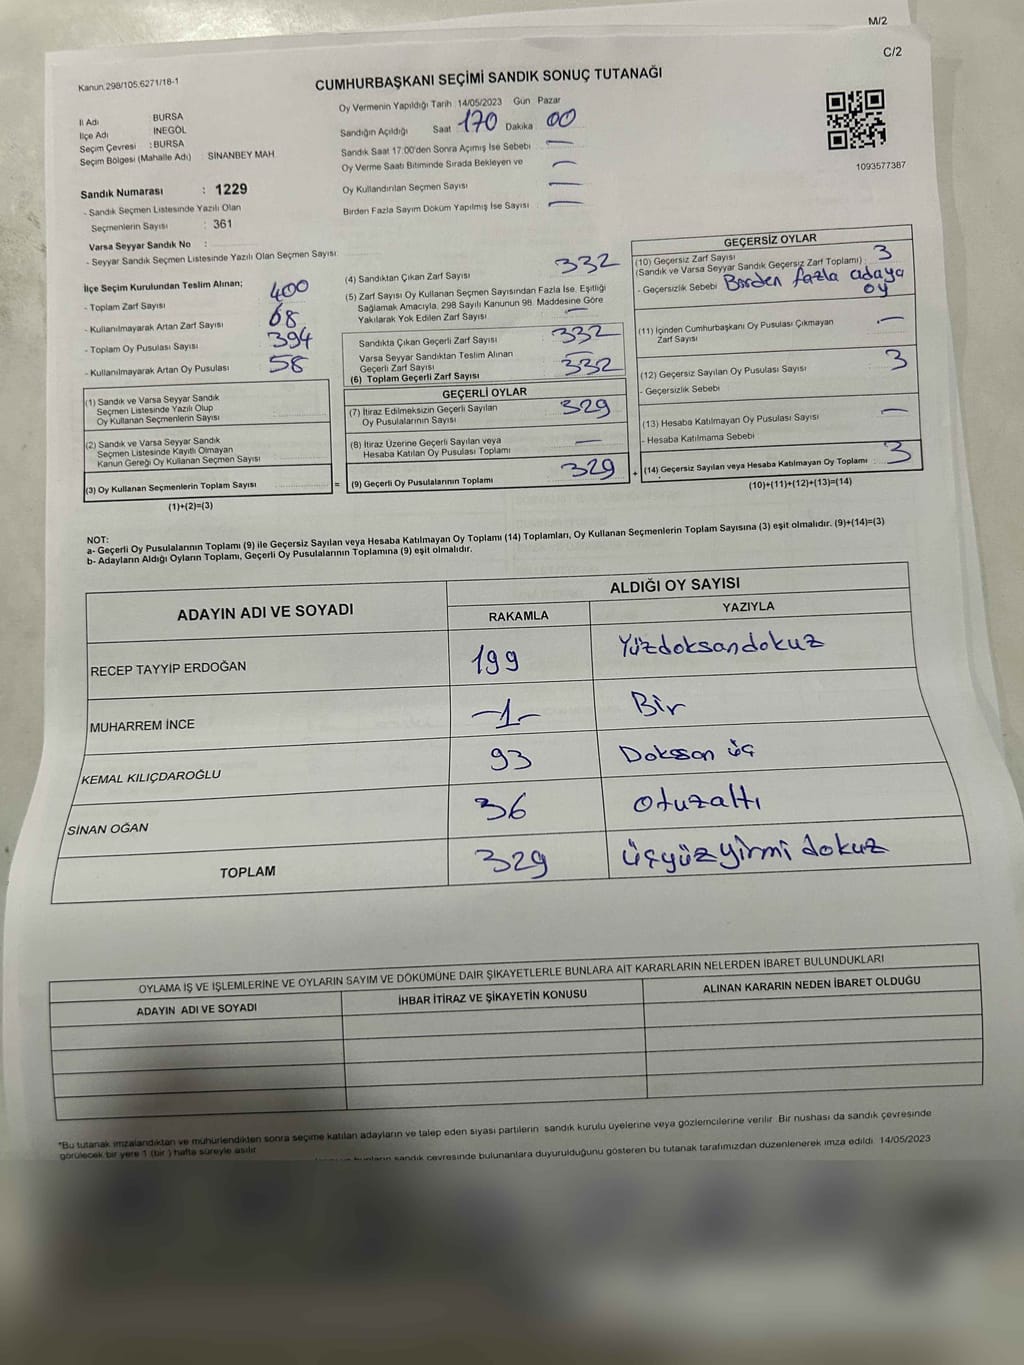 M/2
C/2
Kanun.298/105.6271/18-1
CUMHURBAŞKANI SEÇİMİ SANDIK SONUÇ TUTANAĞI
İl Adı BURSA
İlçe Adı : İNEGÖL
Seçim Çevresi : BURSA
Seçim Bölgesi (Mahalle Adı) : SİNANBEY MAH
Oy Vermenin Yapıldığı Tarih 14/05/2023 Gün Pazar
Sandığın Açıldığı Saat 170 Dakika 00
Sandık Saat 17:00'den Sonra Açımış İse Sebebi —
Oy Verme Saati Bitiminde Sırada Bekleyen ve —
Oy Kullandırılan Seçmen Sayısı —
Birden Fazla Sayım Döküm Yapılmış İse Sayısı —
1093577387
Sandık Numarası : 1229
- Sandık Seçmen Listesinde Yazılı Olan
Seçmenlerin Sayısı : 361
Varsa Seyyar Sandık No :
- Seyyar Sandık Seçmen Listesinde Yazılı Olan Seçmen Sayısı:
İlçe Seçim Kurulundan Teslim Alınan;
- Toplam Zarf Sayısı 400
- Kullanılmayarak Artan Zarf Sayısı 68
- Toplam Oy Pusulası Sayısı 394
- Kullanılmayarak Artan Oy Pusulası 58
(1) Sandık ve Varsa Seyyar Sandık
Seçmen Listesinde Yazılı Olup
Oy Kullanan Seçmenlerin Sayısı
(2) Sandık ve Varsa Seyyar Sandık
Seçmen Listesinde Kayıtlı Olmayan
Kanun Gereği Oy Kullanan Seçmen Sayısı
(3) Oy Kullanan Seçmenlerin Toplam Sayısı
(1)+(2)=(3)
(4) Sandıktan Çıkan Zarf Sayısı 332
(5) Zarf Sayısı Oy Kullanan Seçmen Sayısından Fazla İse, Eşitliği
Sağlamak Amacıyla, 298 Sayılı Kanunun 98. Maddesine Göre
Yakılarak Yok Edilen Zarf Sayısı —
Sandıkta Çıkan Geçerli Zarf Sayısı 332
Varsa Seyyar Sandıktan Teslim Alınan
Geçerli Zarf Sayısı —
(6) Toplam Geçerli Zarf Sayısı 332
GEÇERLİ OYLAR
(7) İtiraz Edilmeksizin Geçerli Sayılan
Oy Pusulalarının Sayısı 329
(8) İtiraz Üzerine Geçerli Sayılan veya
Hesaba Katılan Oy Pusulası Toplamı —
= (9) Geçerli Oy Pusulalarının Toplamı 329
GEÇERSİZ OYLAR
(10) Geçersiz Zarf Sayısı 3
(Sandık ve Varsa Seyyar Sandık Geçersiz Zarf Toplamı)
- Geçersizlik Sebebi Birden fazla adaya
oy
(11) İçinden Cumhurbaşkanı Oy Pusulası Çıkmayan
Zarf Sayısı —
(12) Geçersiz Sayılan Oy Pusulası Sayısı 3
- Geçersizlik Sebebi
(13) Hesaba Katılmayan Oy Pusulası Sayısı —
- Hesaba Katılmama Sebebi
+ (14) Geçersiz Sayılan veya Hesaba Katılmayan Oy Toplamı 3
(10)+(11)+(12)+(13)=(14)
NOT:
a- Geçerli Oy Pusulalarının Toplamı (9) ile Geçersiz Sayılan veya Hesaba Katılmayan Oy Toplamı (14) Toplamları, Oy Kullanan Seçmenlerin Toplam Sayısına (3) eşit olmalıdır. (9)+(14)=(3)
b- Adayların Aldığı Oyların Toplamı, Geçerli Oy Pusulalarının Toplamına (9) eşit olmalıdır.
ADAYIN ADI VE SOYADI ALDIĞI OY SAYISI
RAKAMLA YAZIYLA
RECEP TAYYİP ERDOĞAN 199 Yüzdoksandokuz
MUHARREM İNCE —1— Bir
KEMAL KILIÇDAROĞLU 93 Doksan üç
SİNAN OĞAN 36 otuzaltı
TOPLAM 329 üçyüzyirmi dokuz
OYLAMA İŞ VE İŞLEMLERİNE VE OYLARIN SAYIM VE DÖKÜMÜNE DAİR ŞİKAYETLERLE BUNLARA AİT KARARLARIN NELERDEN İBARET BULUNDUKLARI
ADAYIN ADI VE SOYADI İHBAR İTİRAZ VE ŞİKAYETİN KONUSU ALINAN KARARIN NEDEN İBARET OLDUĞU
*Bu tutanak imzalandıktan ve mühürlendikten sonra seçime katılan adayların ve talep eden siyasi partilerin sandık kurulu üyelerine veya gözlemcilerine verilir Bir nüshası da sandık çevresinde
görülecek bir yere 1 (bir) hafta süreyle asılır
sandık çevresinde bulunanlara duyurulduğunu gösteren bu tutanak tarafımızdan düzenlenerek imza edildi 14/05/2023